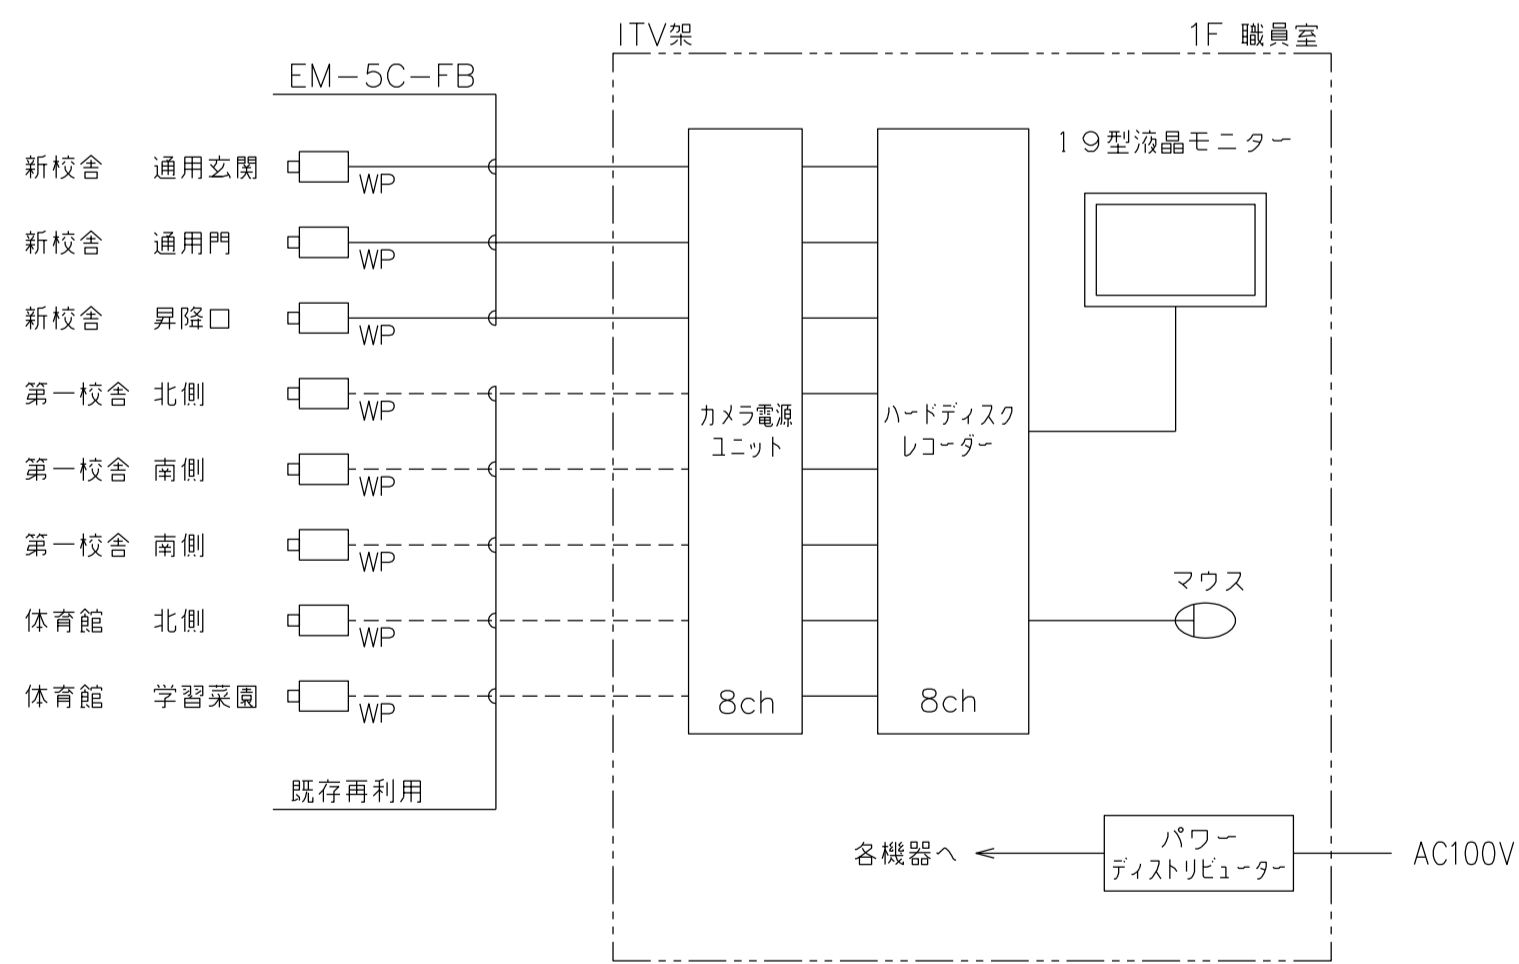 ITV架
1F 職員室
EM-5C-FB
19型液晶モニター
新校舎 通用玄関 WP
新校舎 通用門 WP
新校舎 昇降口 WP
第一校舎 北側 WP
カメラ電源
ユニット
ハードディスク
レコーダー
第一校舎 南側 WP
第一校舎 南側 WP
マウス
体育館 北側 WP
体育館 学習菜園 WP
8ch
8ch
既存再利用
各機器へ
パワー
ディストリビューター
AC100V